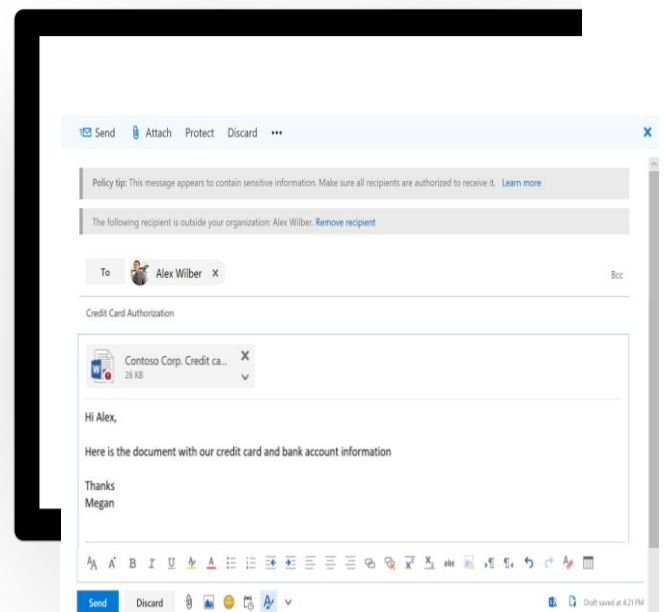 Send Attach Protect Discard •••
Policy tip: This message appears to contain sensitive information. Make sure all recipients are authorized to receive it. Learn more
The following recipient is outside your organization: Alex Wilber. Remove recipient
To Alex Wilber X Bcc
Credit Card Authorization
Contoso Corp. Credit ca...
26 KB
Hi Alex,
Here is the document with our credit card and bank account information
Thanks
Megan
B I U abc
Send Discard Draft saved at 4:21 PM